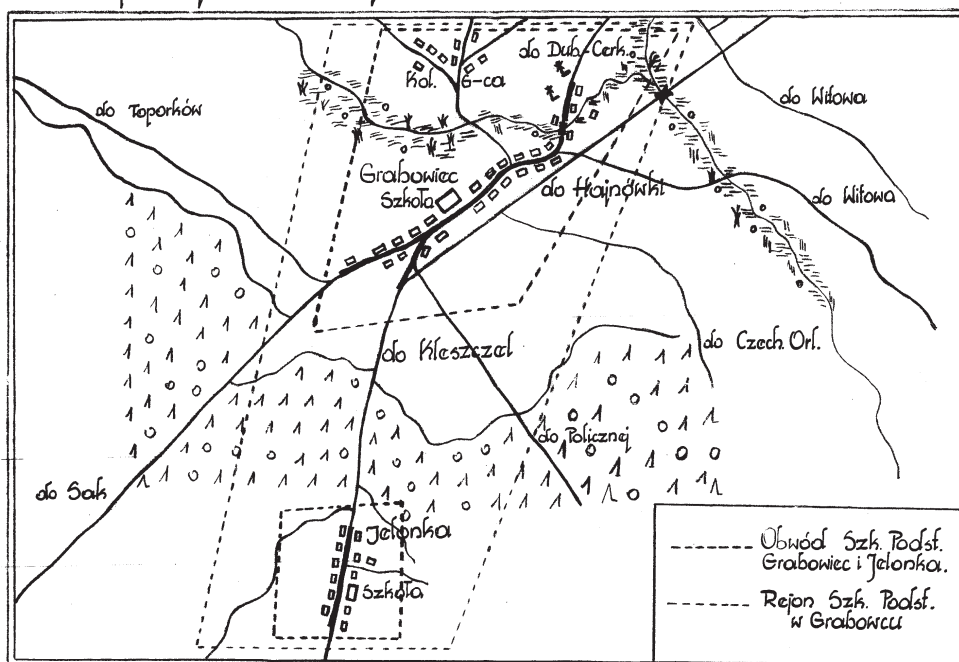 do Dub-Cerk.
Kol. G-ca
do Toporków
do Witowa
Grabowiec
Szkoła
do Hajnówki
do Witowa
do Kleszczel
do Czech. Orl.
do Policznej
do Sak
Jelonka
Szkoła
Obwód Szk. Podst.
Grabowiec i Jelonka.
Rejon Szk. Podst.
w Grabowcu